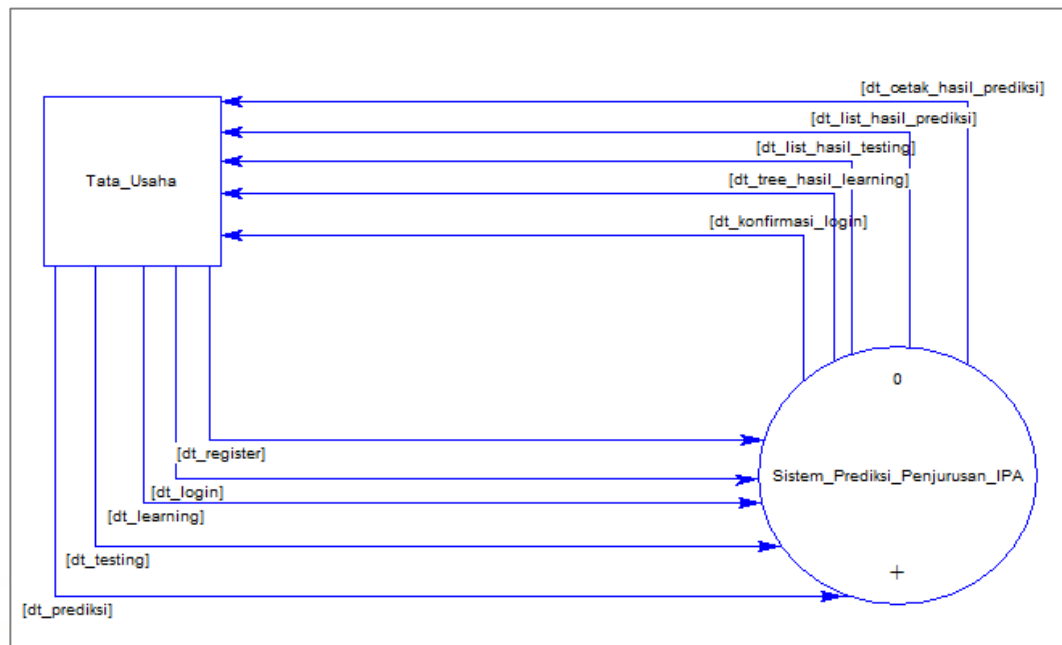 [dt_cetak_hasil_prediksi]
[dt_list_hasil_prediksi]
[dt_list_hasil_testing]
Tata_Usaha
[dt_tree_hasil_learning]
[dt_konfirmasi_login]
0
[dt_register]
Sistem_Prediksi_Penjurusan_IPA
[dt_login]
[dt_learning]
[dt_testing]
+
[dt_prediksi]